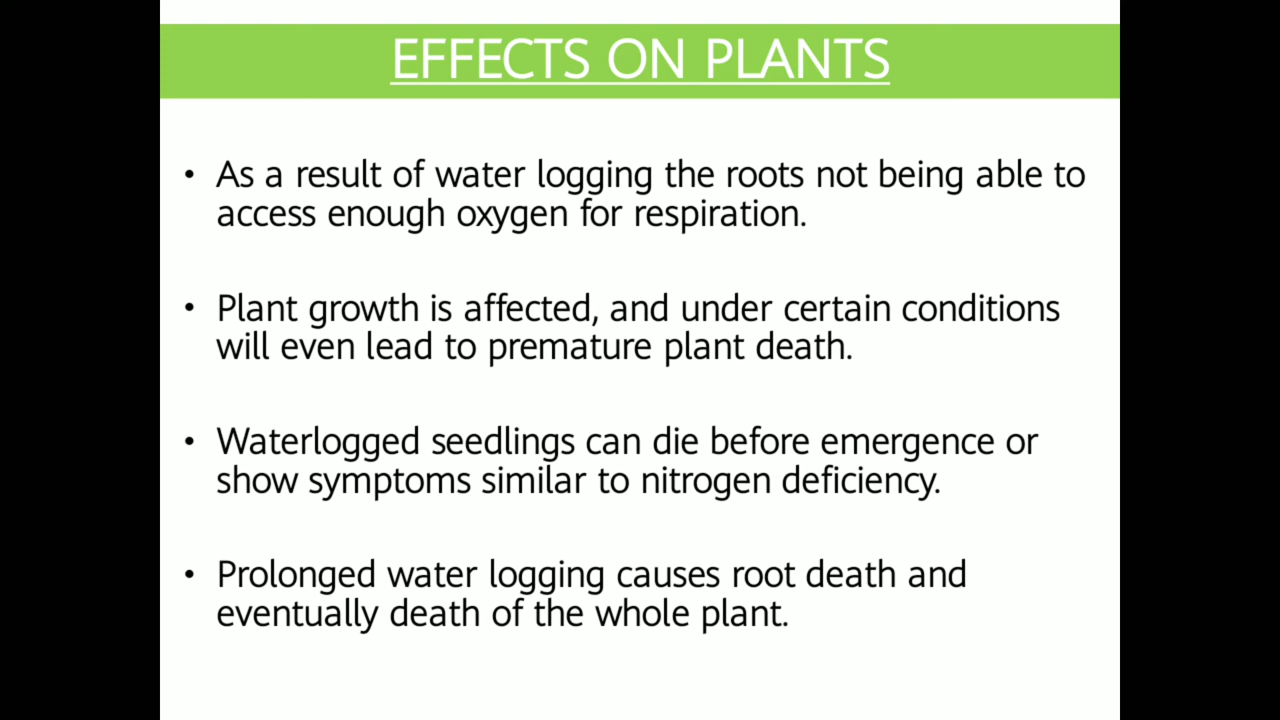 EFFECTS ON PLANTS
• As a result of water logging the roots not being able to
access enough oxygen for respiration.
• Plant growth is affected, and under certain conditions
will even lead to premature plant death.
• Waterlogged seedlings can die before emergence or
show symptoms similar to nitrogen deficiency.
• Prolonged water logging causes root death and
eventually death of the whole plant.